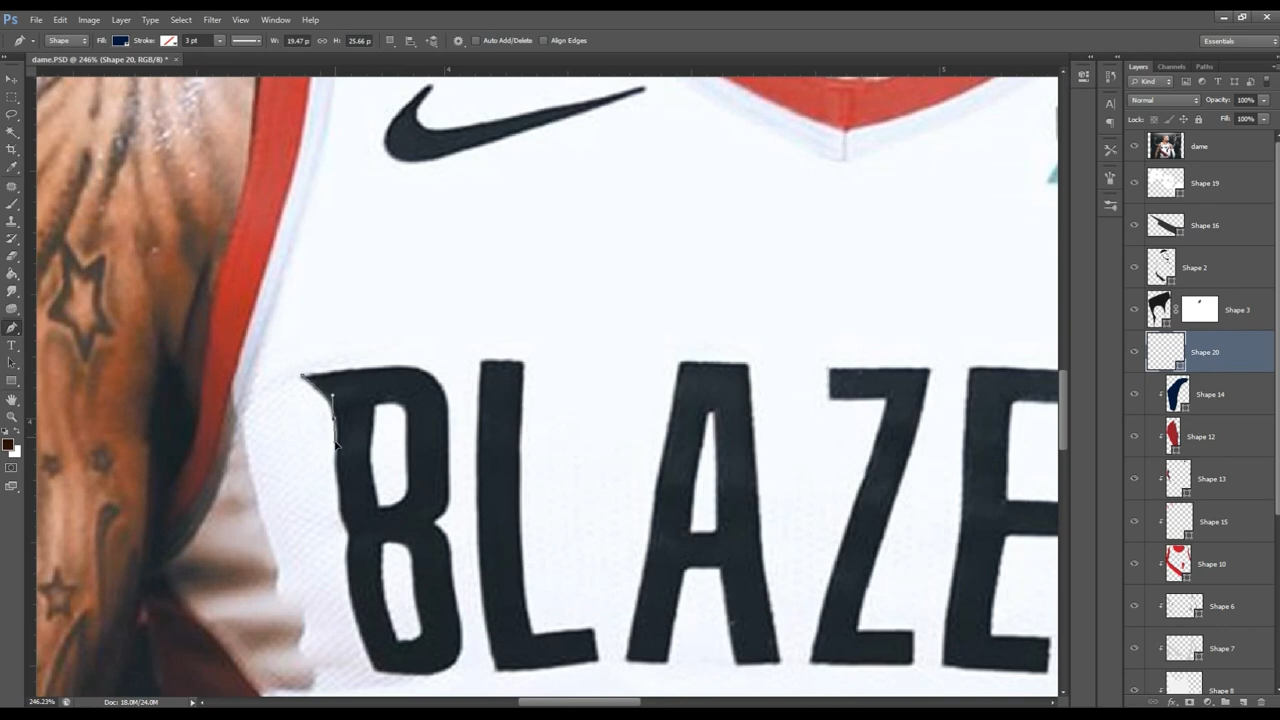 Ps File Edit Image Layer Type Select Filter View Window Help
Shape Fill: Stroke: 3 pt W: 19.47 p H: 25.66 p Auto Add/Delete Align Edges Essentials
dame.PSD @ 246% (Shape 20, RGB/8) * ×
4 5
4
BLAZE
Layers Channels Paths
Kind
Normal Opacity: 100%
Lock: Fill: 100%
dame
Shape 19
Shape 16
Shape 2
Shape 3
Shape 20
Shape 14
Shape 12
Shape 13
Shape 15
Shape 10
Shape 6
Shape 7
Shape 8
246.23% Doc: 18.0M/24.0M